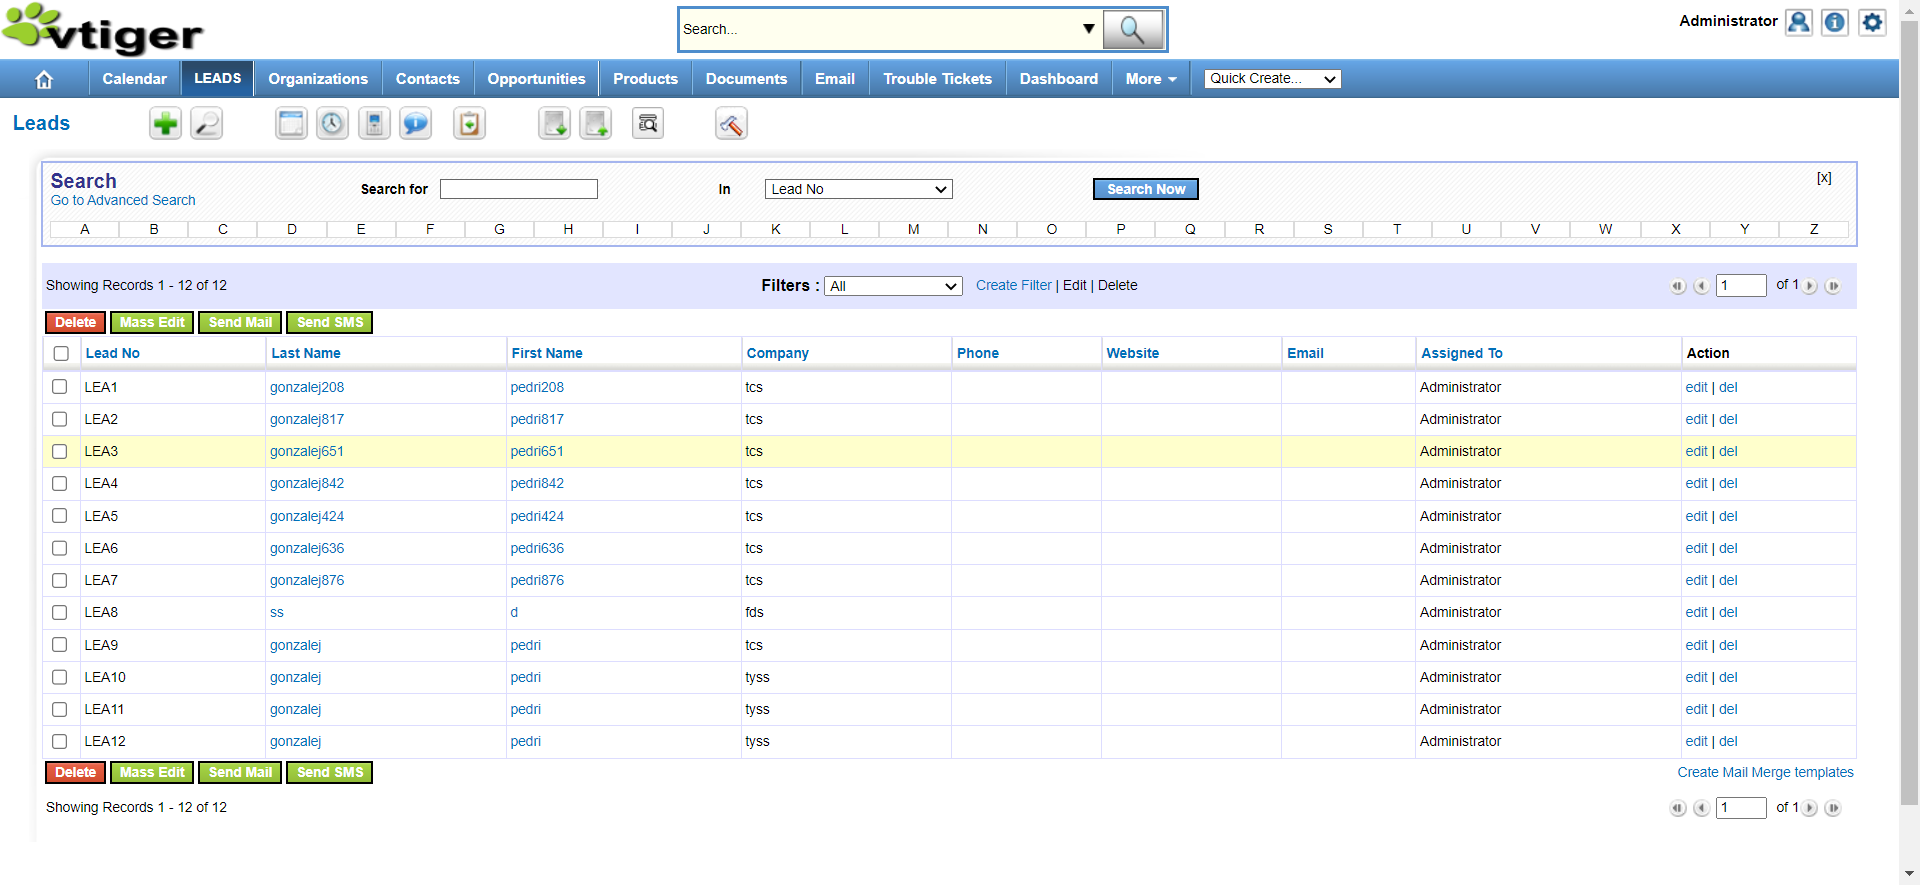 vtiger
Search...
Administrator
Calendar LEADS Organizations Contacts Opportunities Products Documents Email Trouble Tickets Dashboard More Quick Create...
Leads
Search
Go to Advanced Search
Search for In Lead No Search Now [x]
A B C D E F G H I J K L M N O P Q R S T U V W X Y Z
Showing Records 1 - 12 of 12 Filters : All Create Filter | Edit | Delete 1 of 1
Delete Mass Edit Send Mail Send SMS
Lead No Last Name First Name Company Phone Website Email Assigned To Action
LEA1 gonzalej208 pedri208 tcs Administrator edit | del
LEA2 gonzalej817 pedri817 tcs Administrator edit | del
LEA3 gonzalej651 pedri651 tcs Administrator edit | del
LEA4 gonzalej842 pedri842 tcs Administrator edit | del
LEA5 gonzalej424 pedri424 tcs Administrator edit | del
LEA6 gonzalej636 pedri636 tcs Administrator edit | del
LEA7 gonzalej876 pedri876 tcs Administrator edit | del
LEA8 ss d fds Administrator edit | del
LEA9 gonzalej pedri tcs Administrator edit | del
LEA10 gonzalej pedri tyss Administrator edit | del
LEA11 gonzalej pedri tyss Administrator edit | del
LEA12 gonzalej pedri tyss Administrator edit | del
Delete Mass Edit Send Mail Send SMS Create Mail Merge templates
Showing Records 1 - 12 of 12 1 of 1